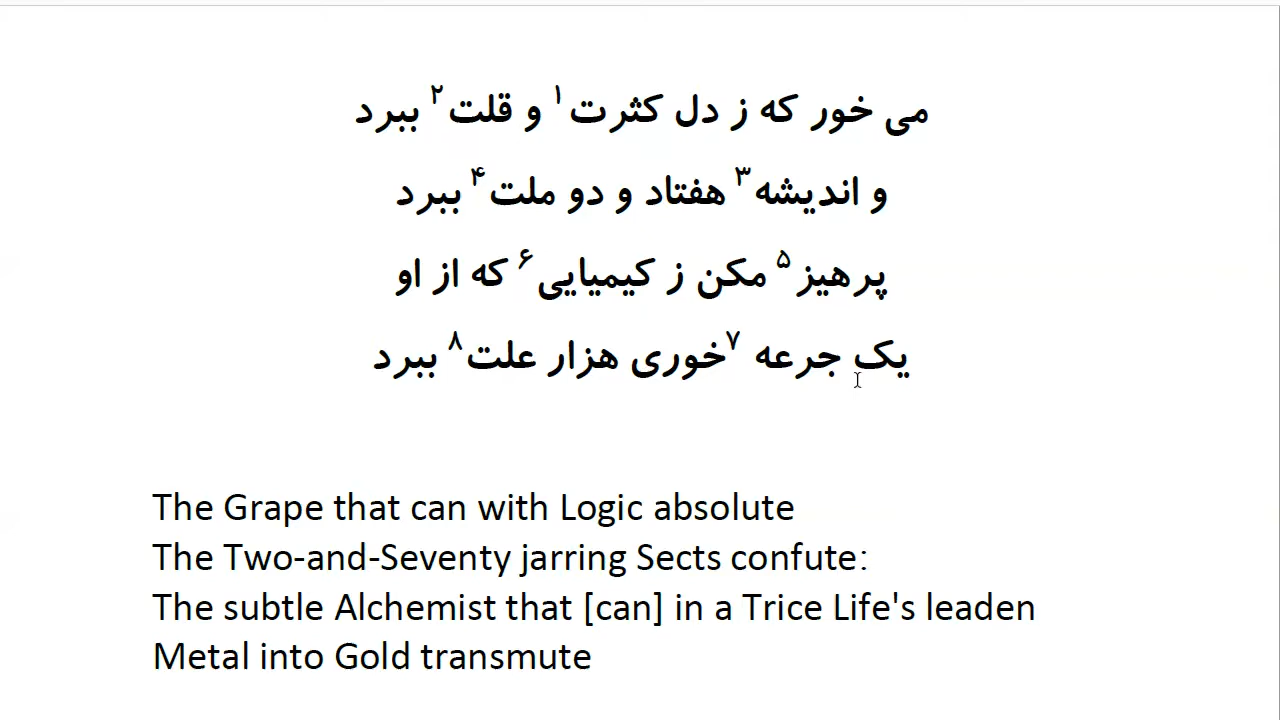 می خور که ز دل کثرت۱ و قلت۲ ببرد
و اندیشه۳ هفتاد و دو ملت۴ ببرد
پرهیز۵ مکن ز کیمیایی۶ که از او
یک جرعه ۷خوری هزار علت۸ ببرد
The Grape that can with Logic absolute
The Two-and-Seventy jarring Sects confute:
The subtle Alchemist that [can] in a Trice Life's leaden
Metal into Gold transmute